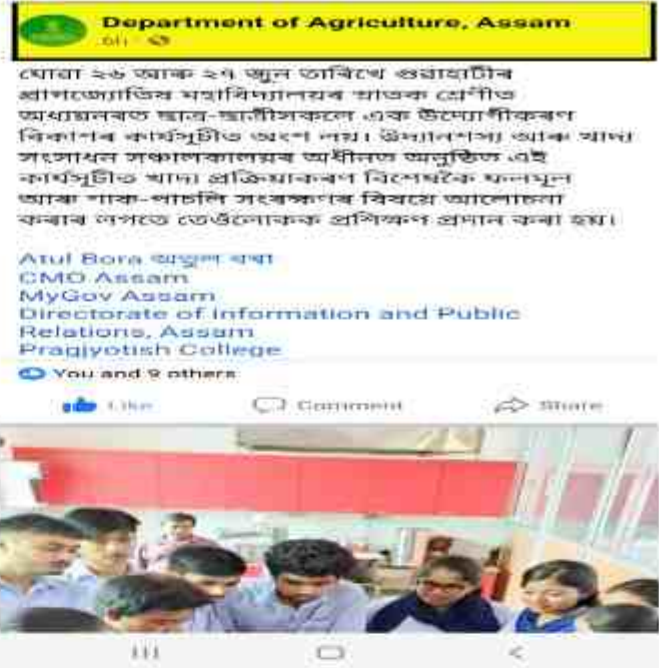 Department of Agriculture, Assam
6h
যোৱা ২৬ আৰু ২৭ জুন তাৰিখে গুৱাহাটীৰ
প্ৰাগজ্যোতিষ মহাবিদ্যালয়ৰ স্নাতক শ্ৰেণীত
অধ্যয়নৰত ছাত্ৰ-ছাত্ৰীসকলে এক উদ্যোগীকৰণ
বিকাশৰ কাৰ্যসূচীত অংশ লয়। উদ্যানশস্য আৰু খাদ্য
সংসাধন সঞ্চালকালয়ৰ অধীনত অনুষ্ঠিত এই
কাৰ্যসূচীত খাদ্য প্ৰক্ৰিয়াকৰণ বিশেষকৈ ফলমূল
আৰু শাক-পাচলি সংৰক্ষণৰ বিষয়ে আলোচনা
কৰাৰ লগতে তেওঁলোকক প্ৰশিক্ষণ প্ৰদান কৰা হয়।
Atul Bora অতুল বৰা
CMO Assam
MyGov Assam
Directorate of Information and Public
Relations, Assam
Pragjyotish College
You and 9 others
Like Comment Share